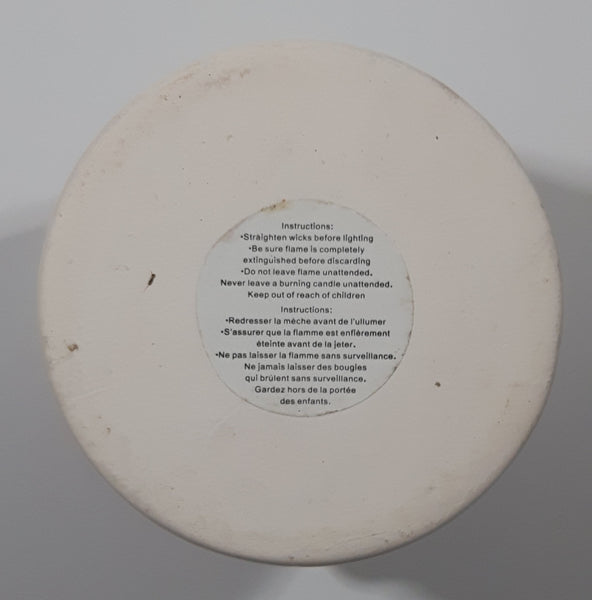 Instructions:
•Straighten wicks before lighting
•Be sure flame is completely
extinguished before discarding
•Do not leave flame unattended.
Never leave a burning candle unattended.
Keep out of reach of children
Instructions:
•Redresser la mèche avant de l'ullumer
•S'assurer que la flamme est enfièrement
éteinte avant de la jeter.
•Ne pas laisser la flamme sans surveillance.
Ne jamais laisser des bougies
qui brûlent sans surveillance.
Gardez hors de la portée
des enfants.